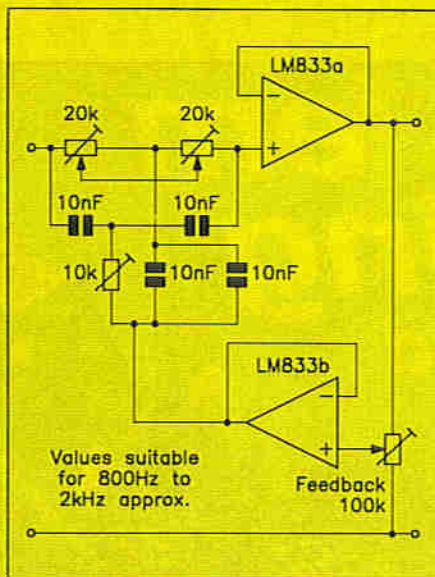 LM833a
20k
20k
10nF
10nF
10k
10nF
10nF
LM833b
Values suitable
for 800Hz to
2kHz approx.
Feedback
100k